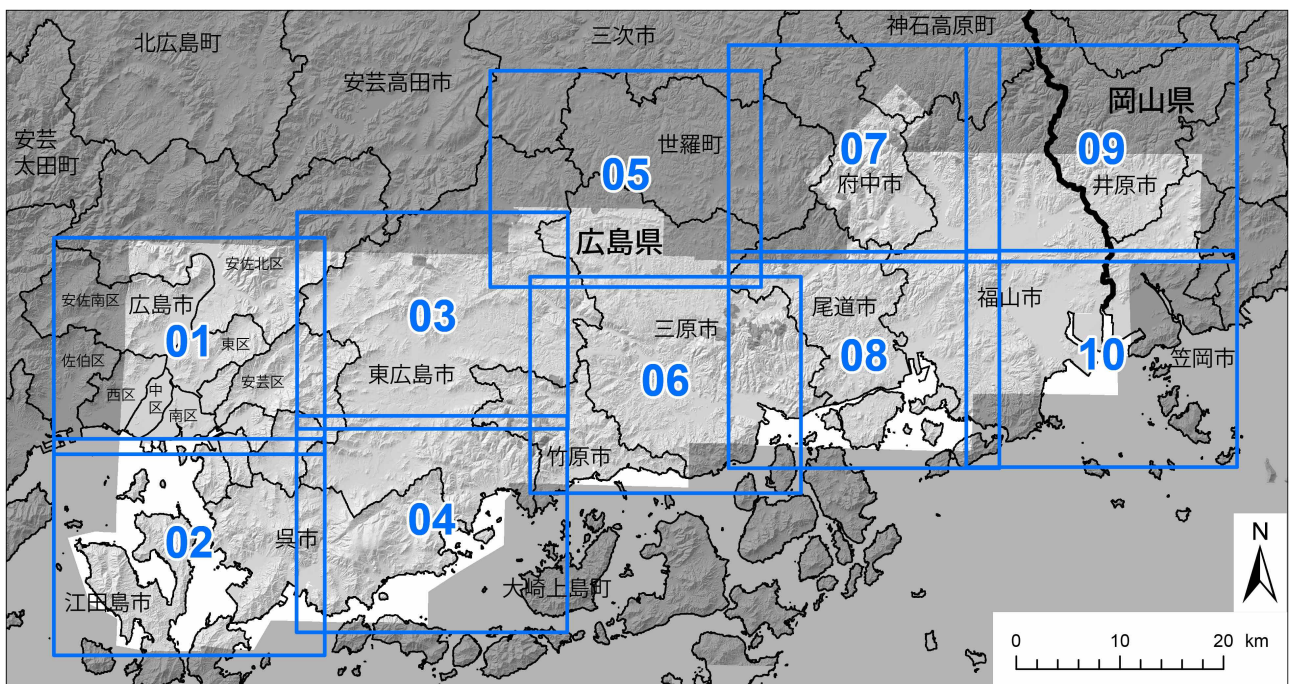 北広島町
安芸高田市
三次市
神石高原町
岡山県
安芸
太田町
世羅町
05
07
府中市
09
井原市
広島県
安佐北区
安佐南区
広島市
01
東区
佐伯区
西区
中
区
南区
安芸区
03
東広島市
三原市
06
尾道市
08
福山市
10
笠岡市
竹原市
02
呉市
04
江田島市
大崎上島町
N
0 10 20 km